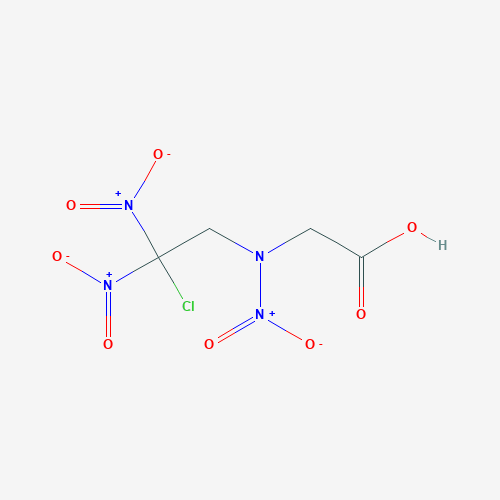 O -
+
O N
O - O
+ N H
N Cl O
O N + O
O O -